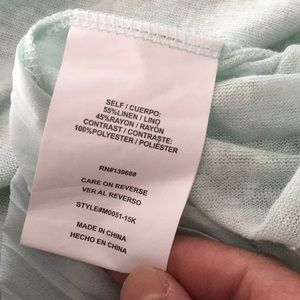 SELF / CUERPO:
55%LINEN / LINO
45%RAYON / RAYÓN
CONTRAST / CONTRASTE:
100%POLYESTER / POLIÉSTER
RN#139688
CARE ON REVERSE
VER AL REVERSO
STYLE#M0051-15K
MADE IN CHINA
HECHO EN CHINA